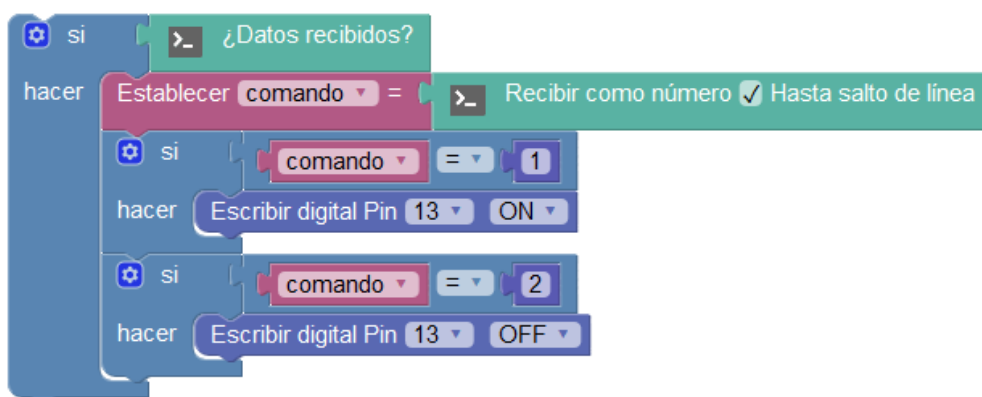 si >_ ¿Datos recibidos?
hacer Establecer comando = >_ Recibir como número ✓ Hasta salto de línea
si comando = 1
hacer Escribir digital Pin 13 ON
si comando = 2
hacer Escribir digital Pin 13 OFF